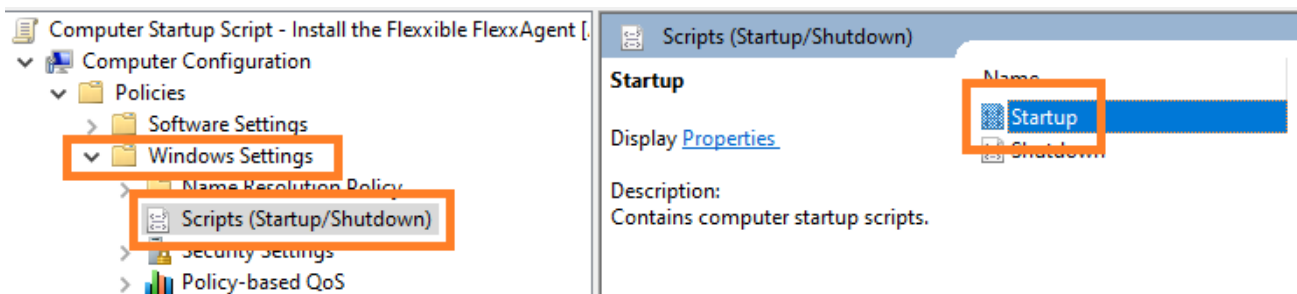 Computer Startup Script - Install the Flexxible FlexxAgent [.
Computer Configuration
Policies
Software Settings
Windows Settings
Name Resolution Policy
Scripts (Startup/Shutdown)
Security Settings
Policy-based QoS
Scripts (Startup/Shutdown)
Startup
Display Properties
Description:
Contains computer startup scripts.
Name
Startup
Shutdown